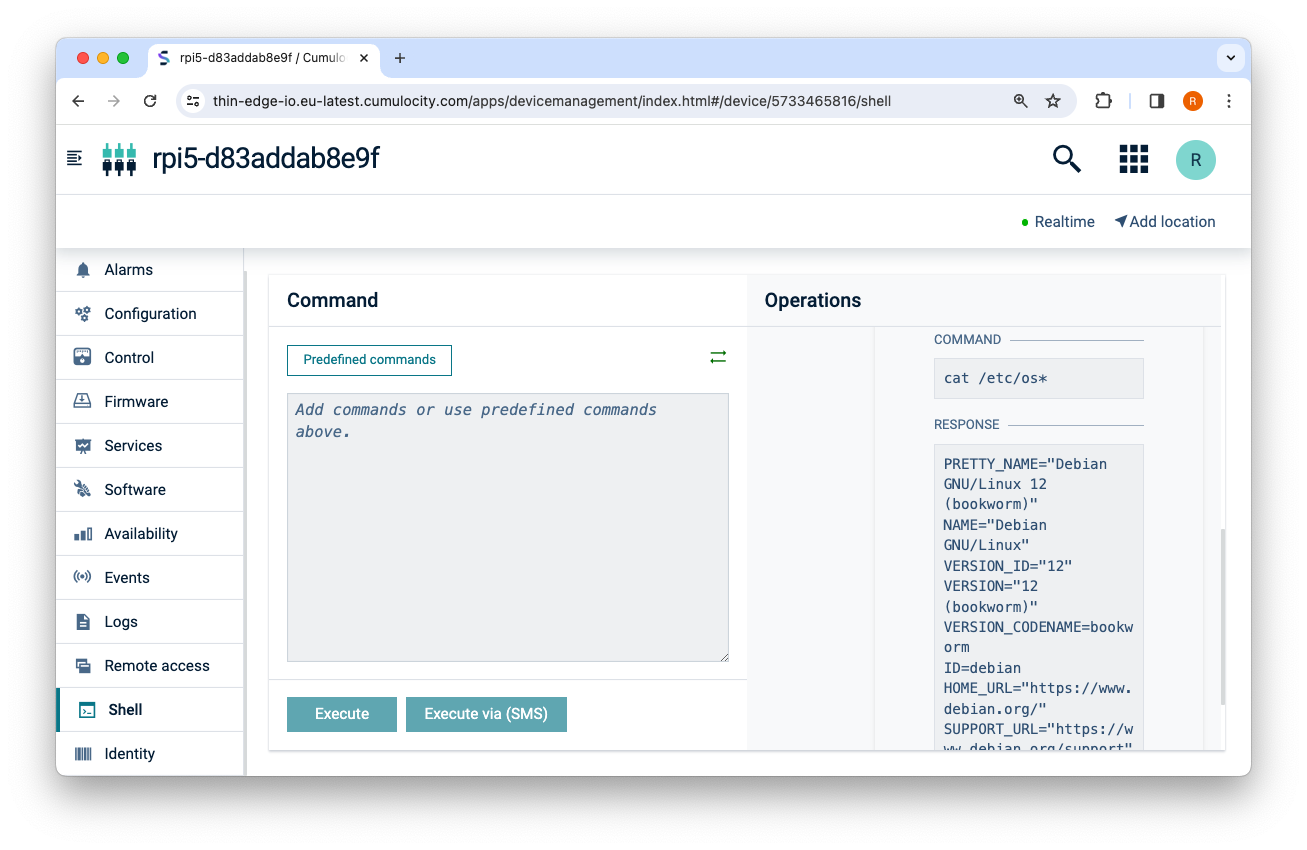 rpi5-d83addab8e9f / Cumulo
thin-edge-io.eu-latest.cumulocity.com/apps/devicemanagement/index.html#/device/5733465816/shell
R
rpi5-d83addab8e9f
R
Realtime
Add location
Alarms
Configuration
Control
Firmware
Services
Software
Availability
Events
Logs
Remote access
Shell
Identity
Command
Predefined commands
Add commands or use predefined commands
above.
Execute
Execute via (SMS)
Operations
COMMAND
cat /etc/os*
RESPONSE
PRETTY_NAME="Debian
GNU/Linux 12
(bookworm)"
NAME="Debian
GNU/Linux"
VERSION_ID="12"
VERSION="12
(bookworm)"
VERSION_CODENAME=bookw
orm
ID=debian
HOME_URL="https://www.
debian.org/"
SUPPORT_URL="https://w
ww.debian.org/support"